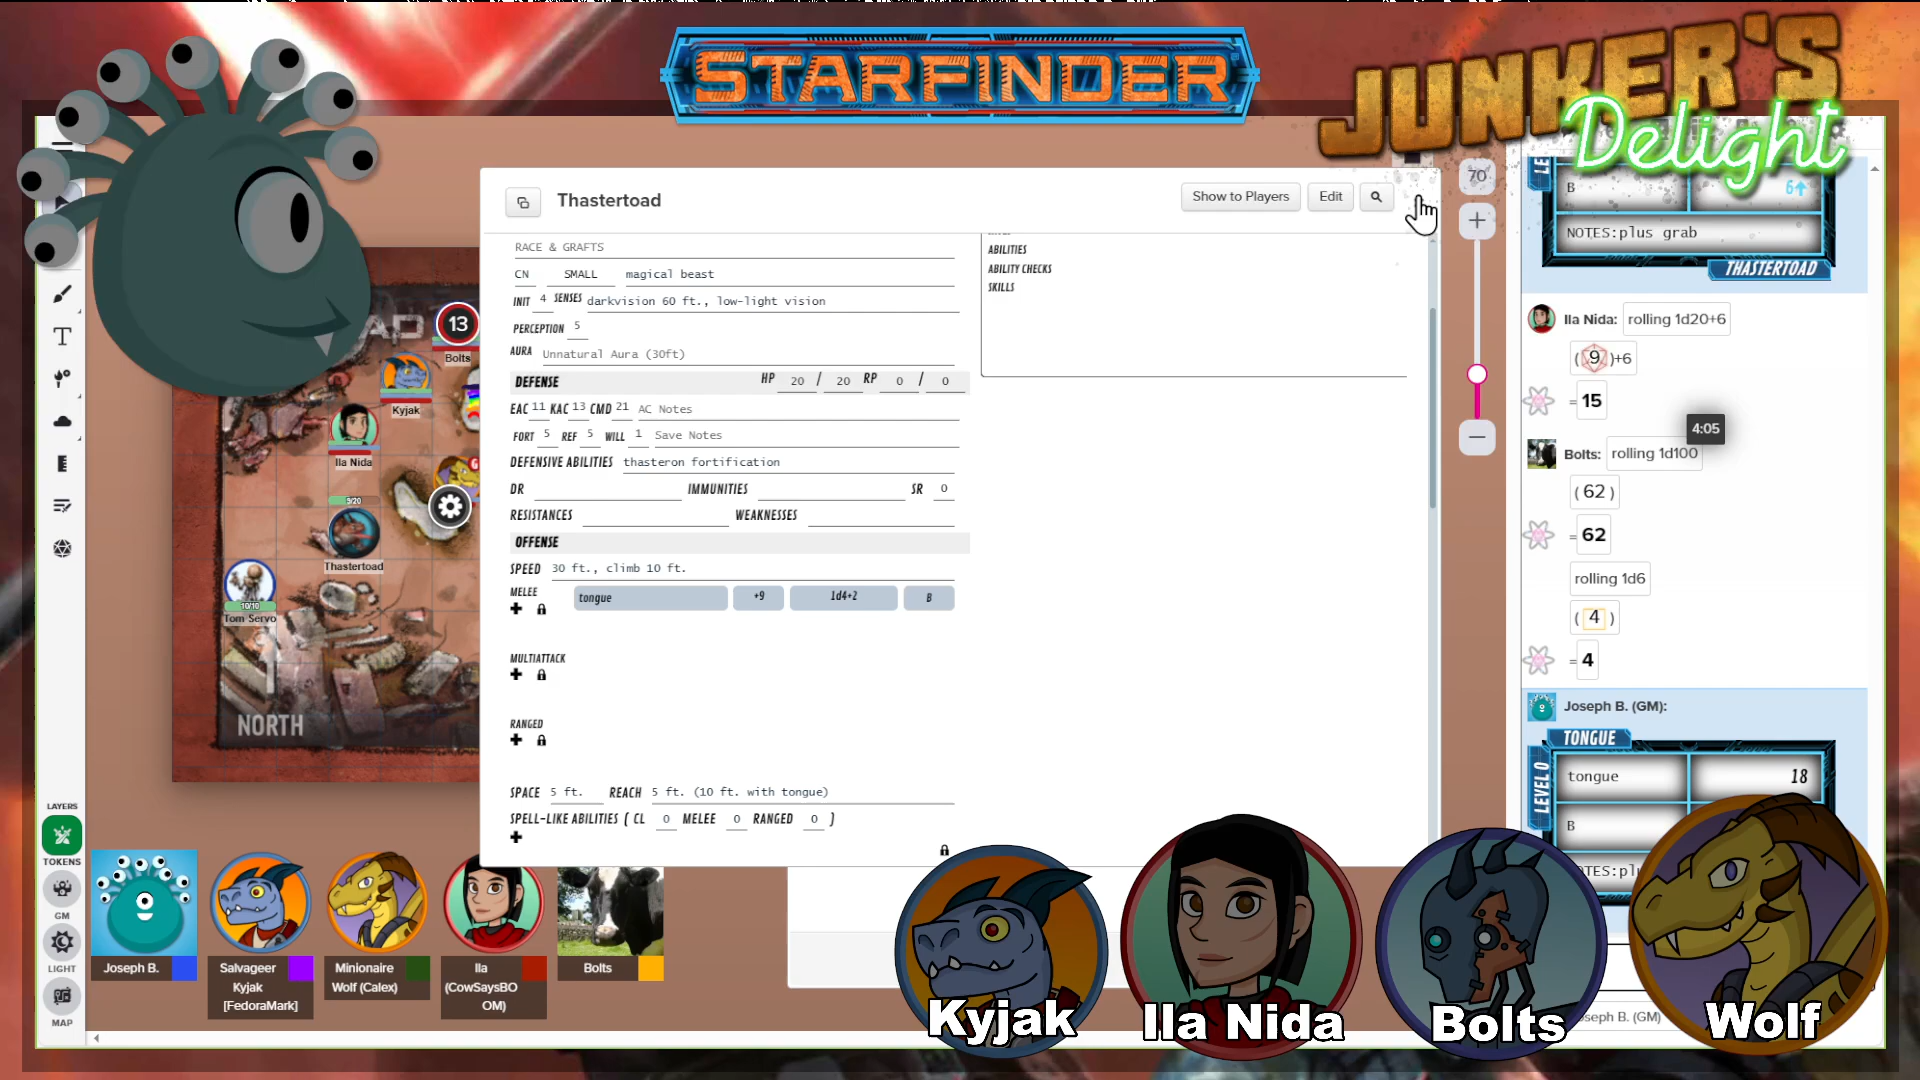 STARFINDER
JUNKER'S
Delight
Thastertoad
Show to Players
Edit
70
RACE & GRAFTS
CN SMALL magical beast
INIT 4 SENSES darkvision 60 ft., low-light vision
PERCEPTION 5
AURA Unnatural Aura (30ft)
DEFENSE HP 20 / 20 RP 0 / 0
EAC 11 KAC 13 CMD 21 AC Notes
FORT 5 REF 5 WILL 1 Save Notes
DEFENSIVE ABILITIES thasteron fortification
DR IMMUNITIES SR 0
RESISTANCES WEAKNESSES
OFFENSE
SPEED 30 ft., climb 10 ft.
MELEE
tongue +9 1d4+2 B
MULTIATTACK
RANGED
SPACE 5 ft. REACH 5 ft. (10 ft. with tongue)
SPELL-LIKE ABILITIES ( CL 0 MELEE 0 RANGED 0 )
ABILITIES
ABILITY CHECKS
SKILLS
13
Bolts
Kyjak
Ila Nida
9/20
Thastertoad
10/10
Tom Servo
NORTH
LAYERS
TOKENS
GM
LIGHT
MAP
Joseph B.
Salvageer
Kyjak
[FedoraMark]
Minionaire
Wolf (Calex)
Ila
(CowSaysBO
OM)
Bolts
B 6
NOTES:plus grab
THASTERTOAD
Ila Nida: rolling 1d20+6
(9)+6
=15
4:05
Bolts: rolling 1d100
(62)
=62
rolling 1d6
(4)
=4
Joseph B. (GM):
TONGUE
LEVEL 0
tongue 18
B
Kyjak
Ila Nida
Bolts
Wolf